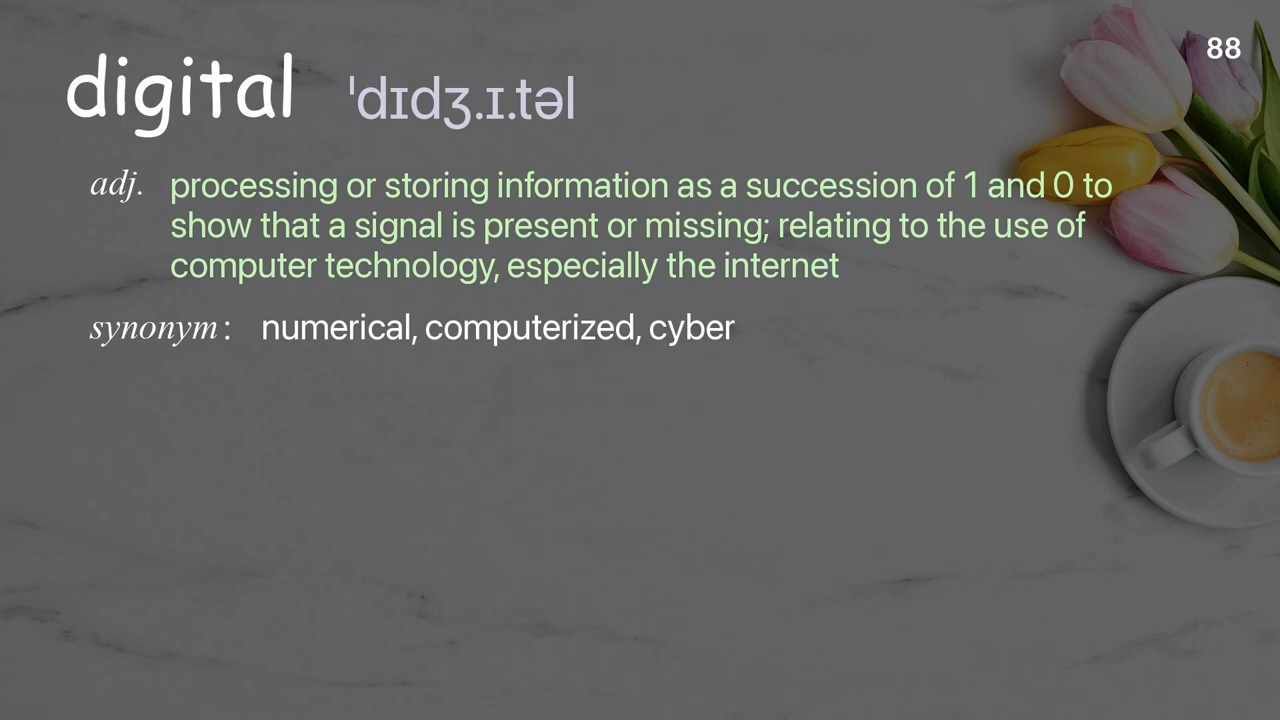 88
digital ˈdɪdʒ.ɪ.təl
adj. processing or storing information as a succession of 1 and 0 to
show that a signal is present or missing; relating to the use of
computer technology, especially the internet
synonym: numerical, computerized, cyber